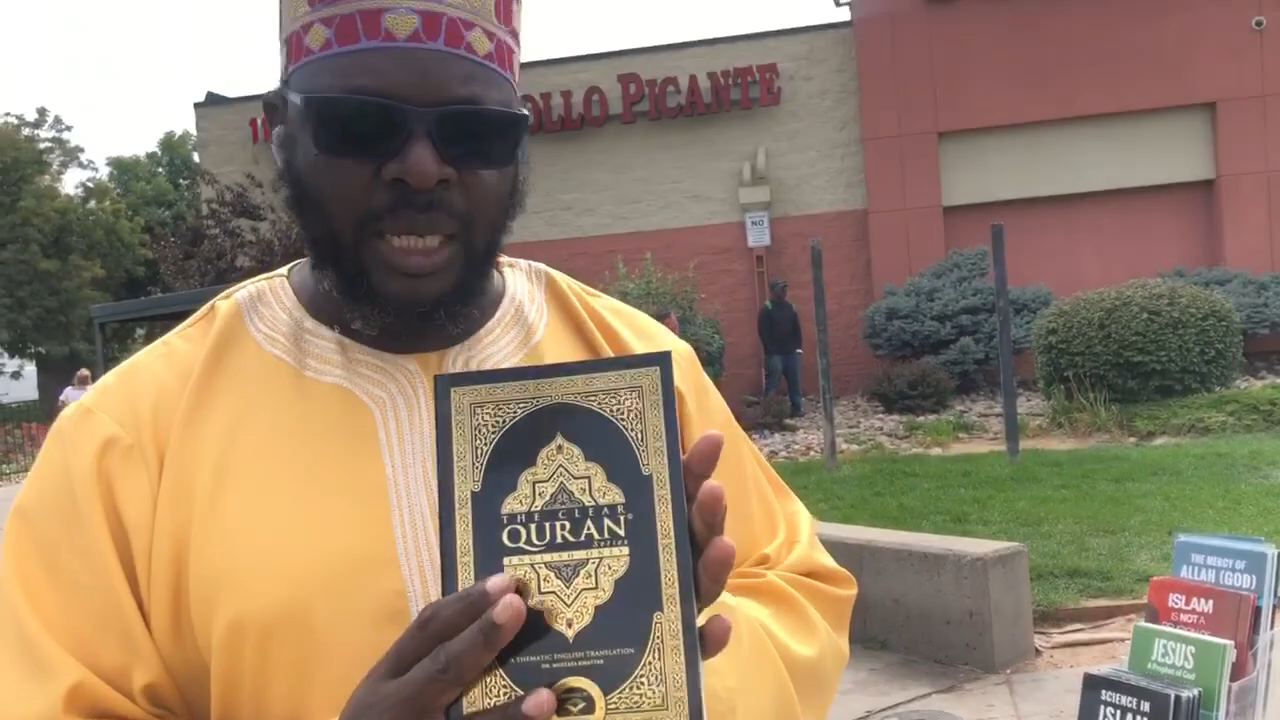 OLLO PICANTE
NO
THE CLEAR
QURAN®
Series
ENGLISH ONLY
A THEMATIC ENGLISH TRANSLATION
DR. MUSTAFA KHATTAB
THE MERCY OF
ALLAH (GOD)
ISLAM
IS NOT A
JESUS
A Prophet of God
SCIENCE IN
ISLAM